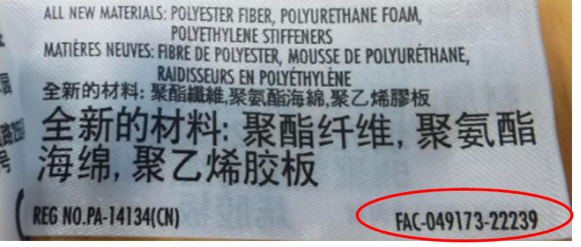 ALL NEW MATERIALS: POLYESTER FIBER, POLYURETHANE FOAM,
POLYETHYLENE STIFFENERS
MATIÈRES NEUVES: FIBRE DE POLYESTER, MOUSSE DE POLYURÉTHANE,
RAIDISSEURS EN POLYÉTHYLÈNE
全新的材料: 聚酯纖維,聚氨酯海綿,聚乙烯膠板
全新的材料: 聚酯纤维, 聚氨酯
海绵, 聚乙烯胶板
REG NO.PA-14134(CN)
FAC-049173-22239